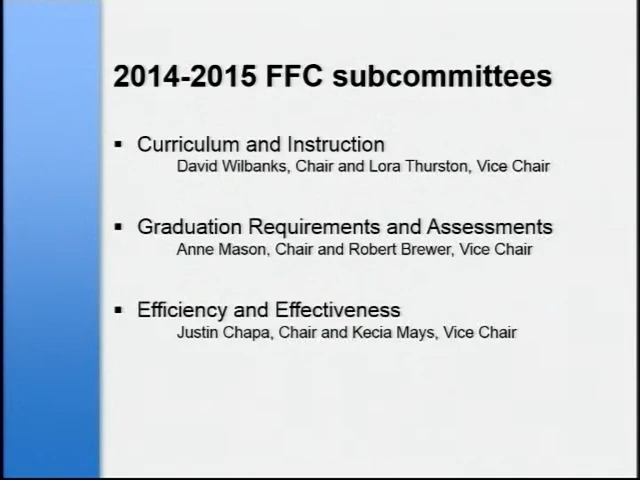 2014-2015 FFC subcommittees
▪ Curriculum and Instruction
David Wilbanks, Chair and Lora Thurston, Vice Chair
▪ Graduation Requirements and Assessments
Anne Mason, Chair and Robert Brewer, Vice Chair
▪ Efficiency and Effectiveness
Justin Chapa, Chair and Kecia Mays, Vice Chair